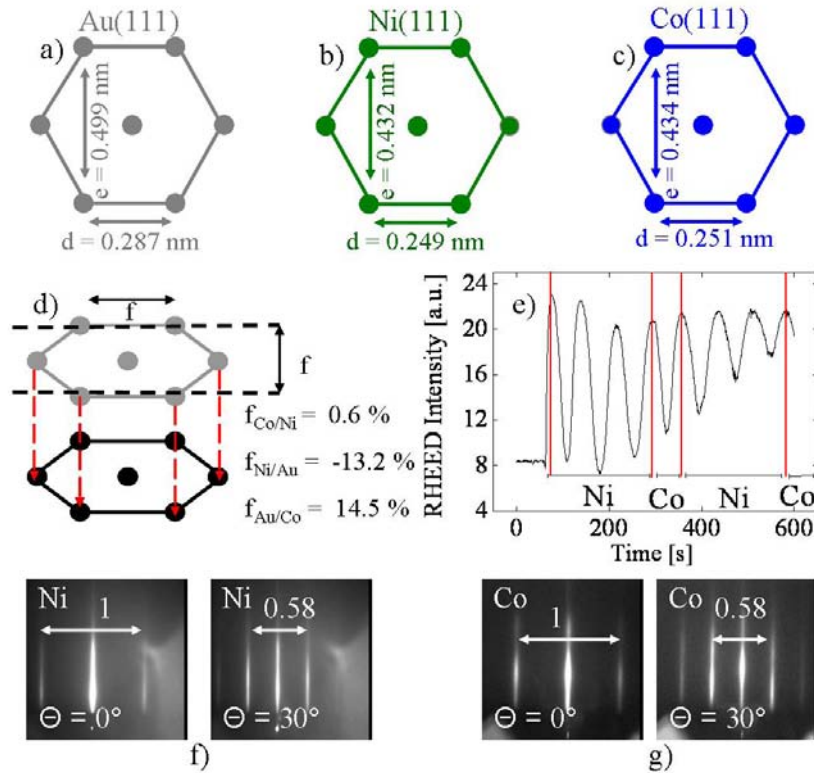 Au(111)
a)
e = 0.499 nm
d = 0.287 nm
Ni(111)
b)
e = 0.432 nm
d = 0.249 nm
Co(111)
c)
e = 0.434 nm
d = 0.251 nm
d)
f
f
f Co/Ni = 0.6 %
f Ni/Au = -13.2 %
f Au/Co = 14.5 %
e)
RHEED Intensity [a.u.]
24
20
16
12
8
4
Ni
Co
Ni
Co
0
200
400
600
Time [s]
Ni
1
Θ = 0°
Ni
0.58
Θ = 30°
f)
Co
1
Θ = 0°
Co
0.58
Θ = 30°
g)